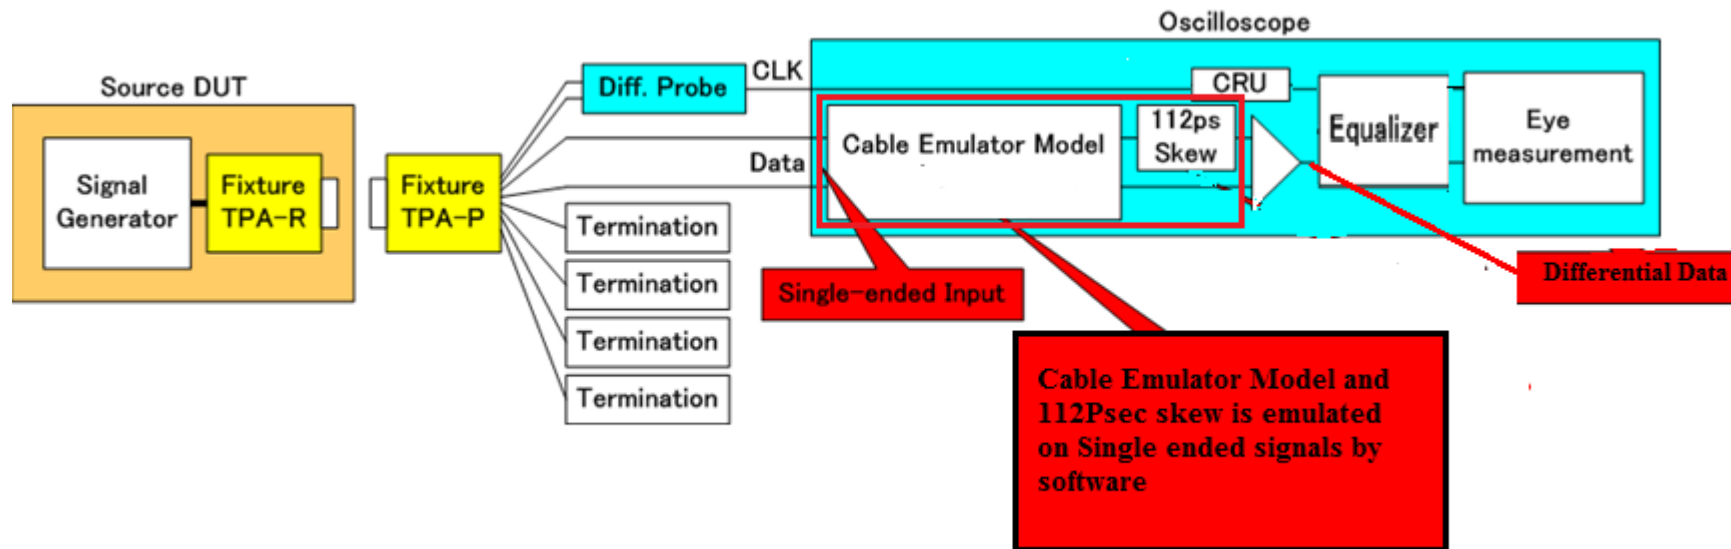 Oscilloscope
Source DUT
Signal
Generator
Fixture
TPA-R
Fixture
TPA-P
Diff. Probe
CLK
Data
Termination
Termination
Termination
Termination
Cable Emulator Model
112ps
Skew
CRU
Equalizer
Eye
measurement
Single-ended Input
Differential Data
Cable Emulator Model and
112Psec skew is emulated
on Single ended signals by
software